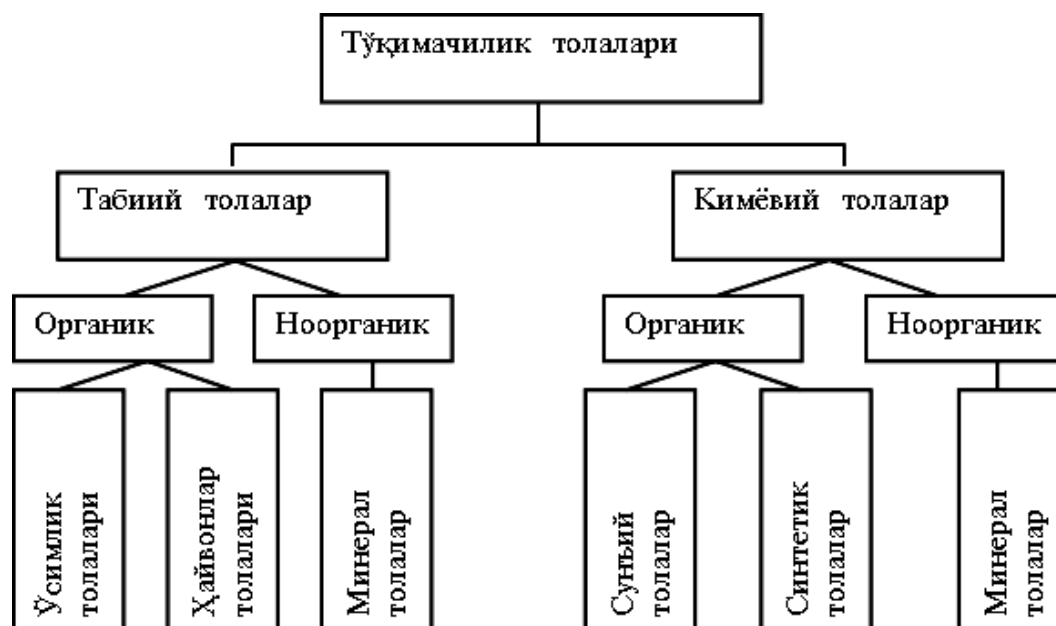 Тўқимачилик толалари
Табиий толалар
Кимёвий толалар
Органик
Ноорганик
Органик
Ноорганик
Ўсимлик
толалари
Ҳайвонлар
толалари
Минерал
толалар
Сунъий
толалар
Синтетик
толалар
Минерал
толалар